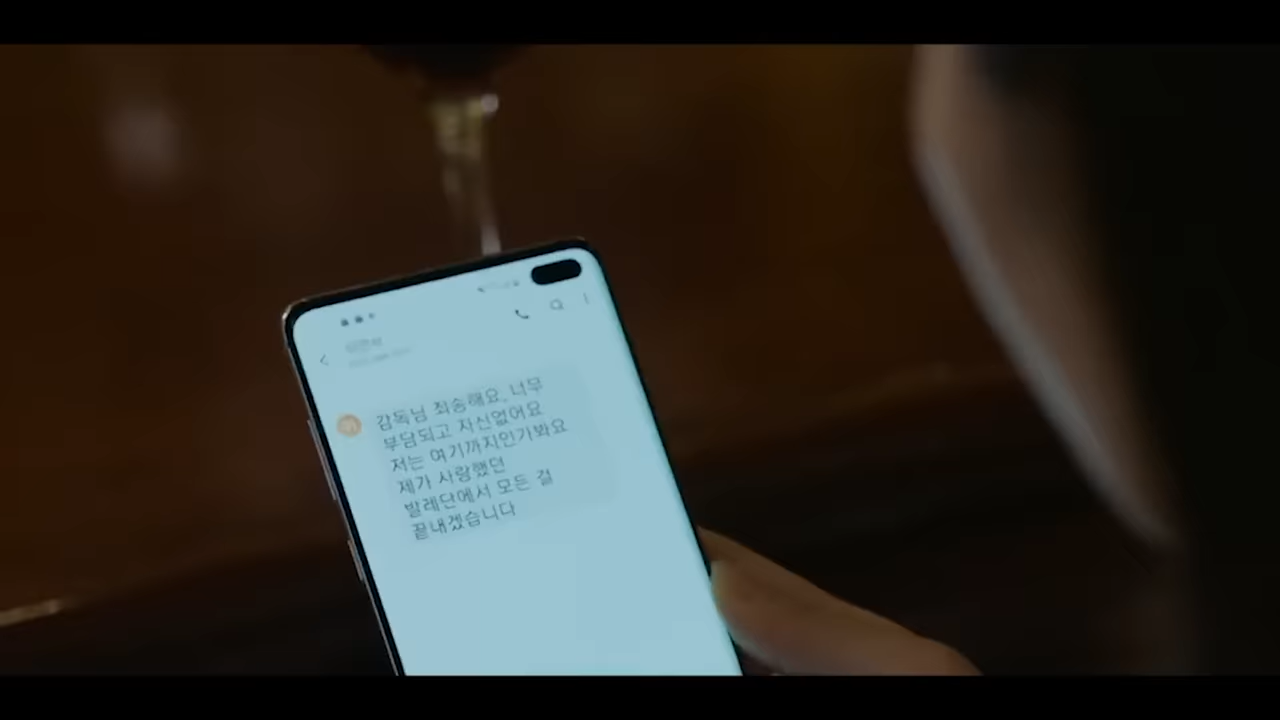 감독님 죄송해요. 너무
부담되고 자신없어요
저는 여기까지인가봐요
제가 사랑했던
발레단에서 모든 걸
끝내겠습니다